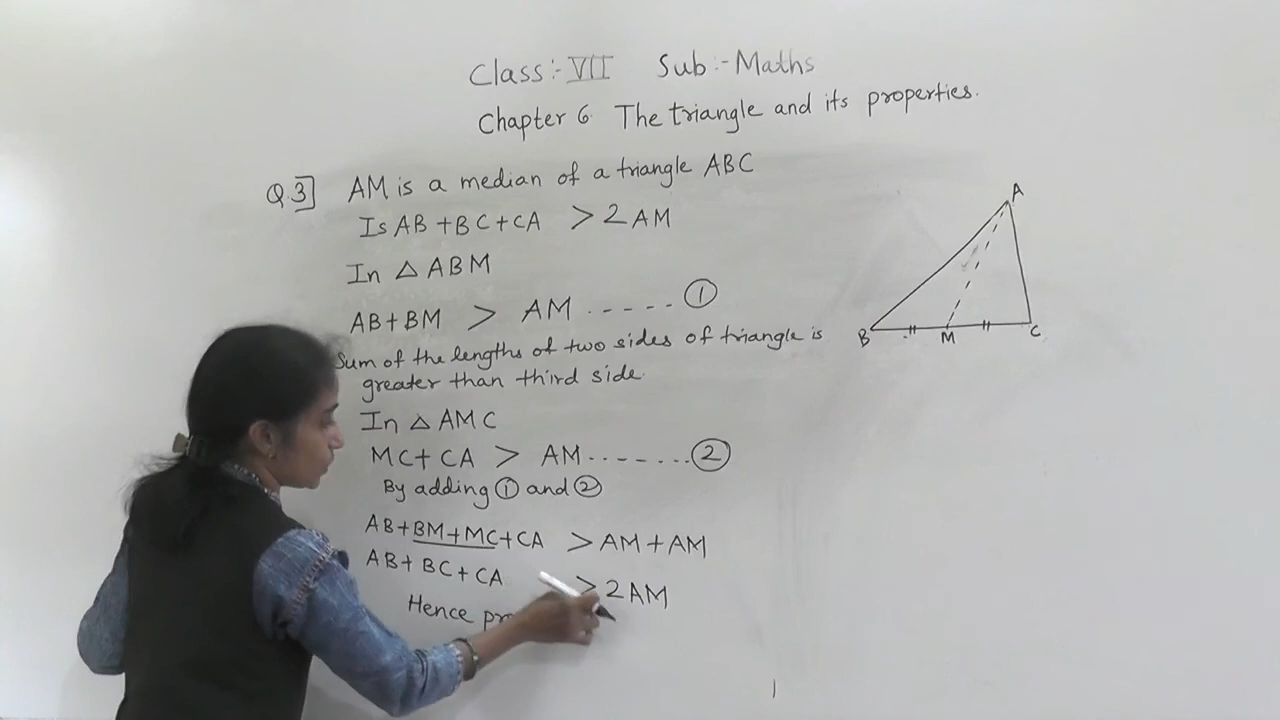 Class:- VII Sub:- Maths
Chapter 6 The triangle and its properties.
Q.3] AM is a median of a triangle ABC
Is AB + BC + CA > 2 AM
In △ ABM
AB + BM > AM ----- ①
Sum of the lengths of two sides of triangle is
greater than third side.
In △ AMC
MC + CA > AM........②
By adding ① and ②
AB + BM + MC + CA > AM + AM
AB + BC + CA > 2 AM
Hence
A
B M C